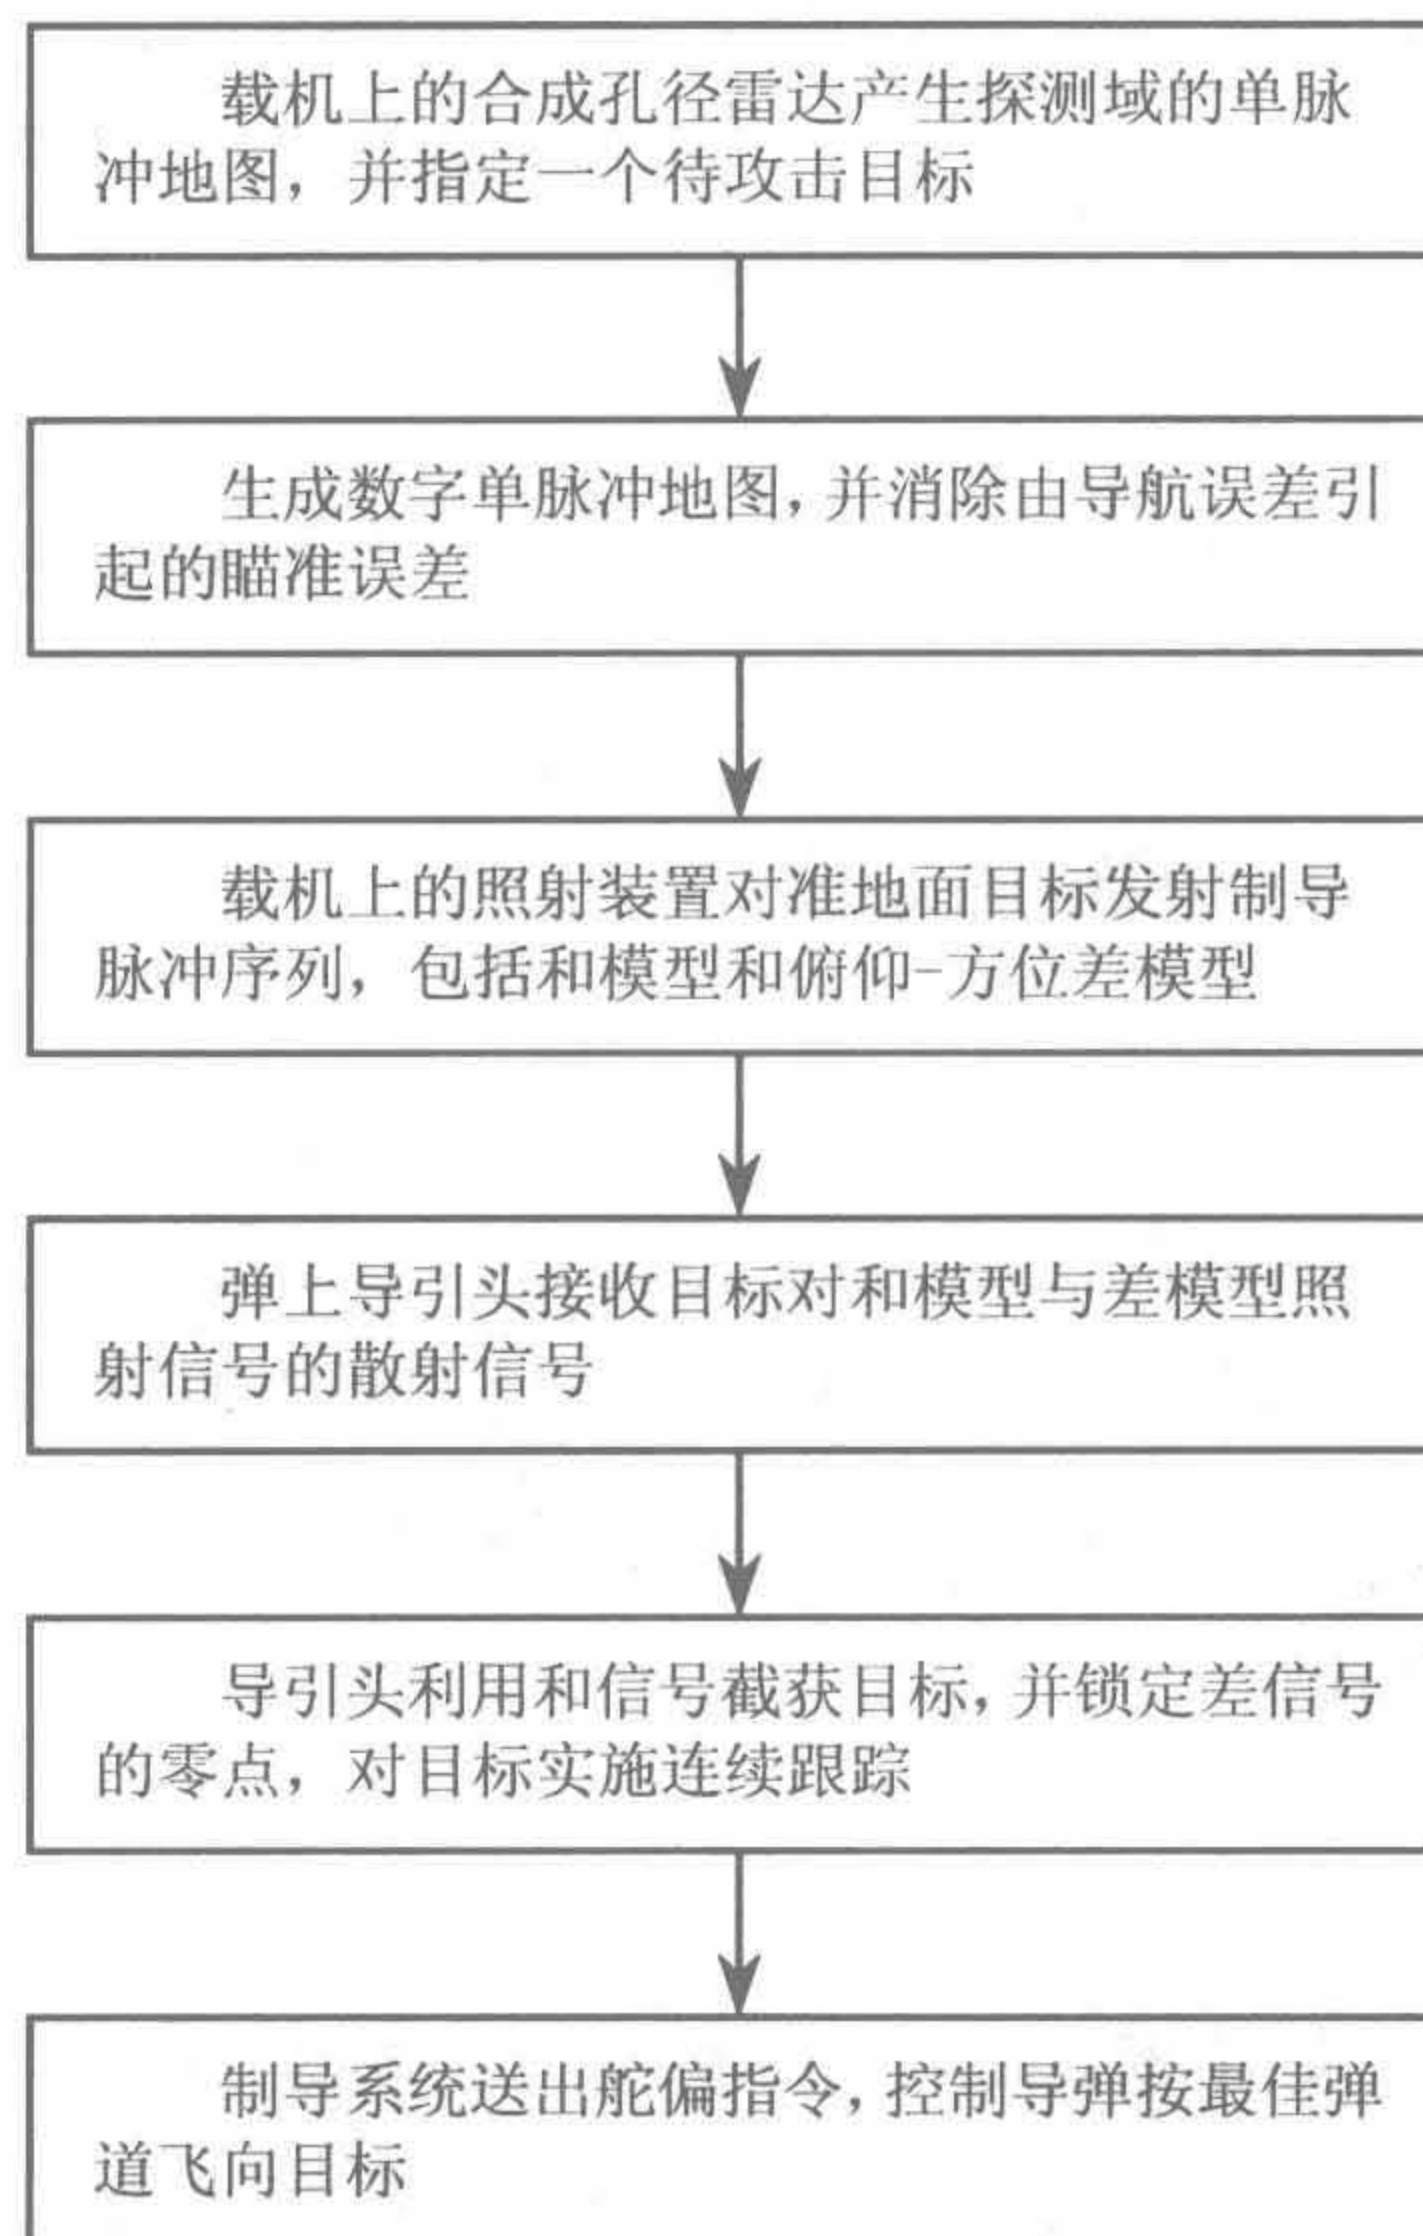 载机上的合成孔径雷达产生探测域的单脉
冲地图，并指定一个待攻击目标
生成数字单脉冲地图，并消除由导航误差引
起的瞄准误差
载机上的照射装置对准地面目标发射制导
脉冲序列，包括和模型和俯仰-方位差模型
弹上导引头接收目标对和模型与差模型照
射信号的散射信号
导引头利用和信号截获目标，并锁定差信号
的零点，对目标实施连续跟踪
制导系统送出舵偏指令，控制导弹按最佳弹
道飞向目标